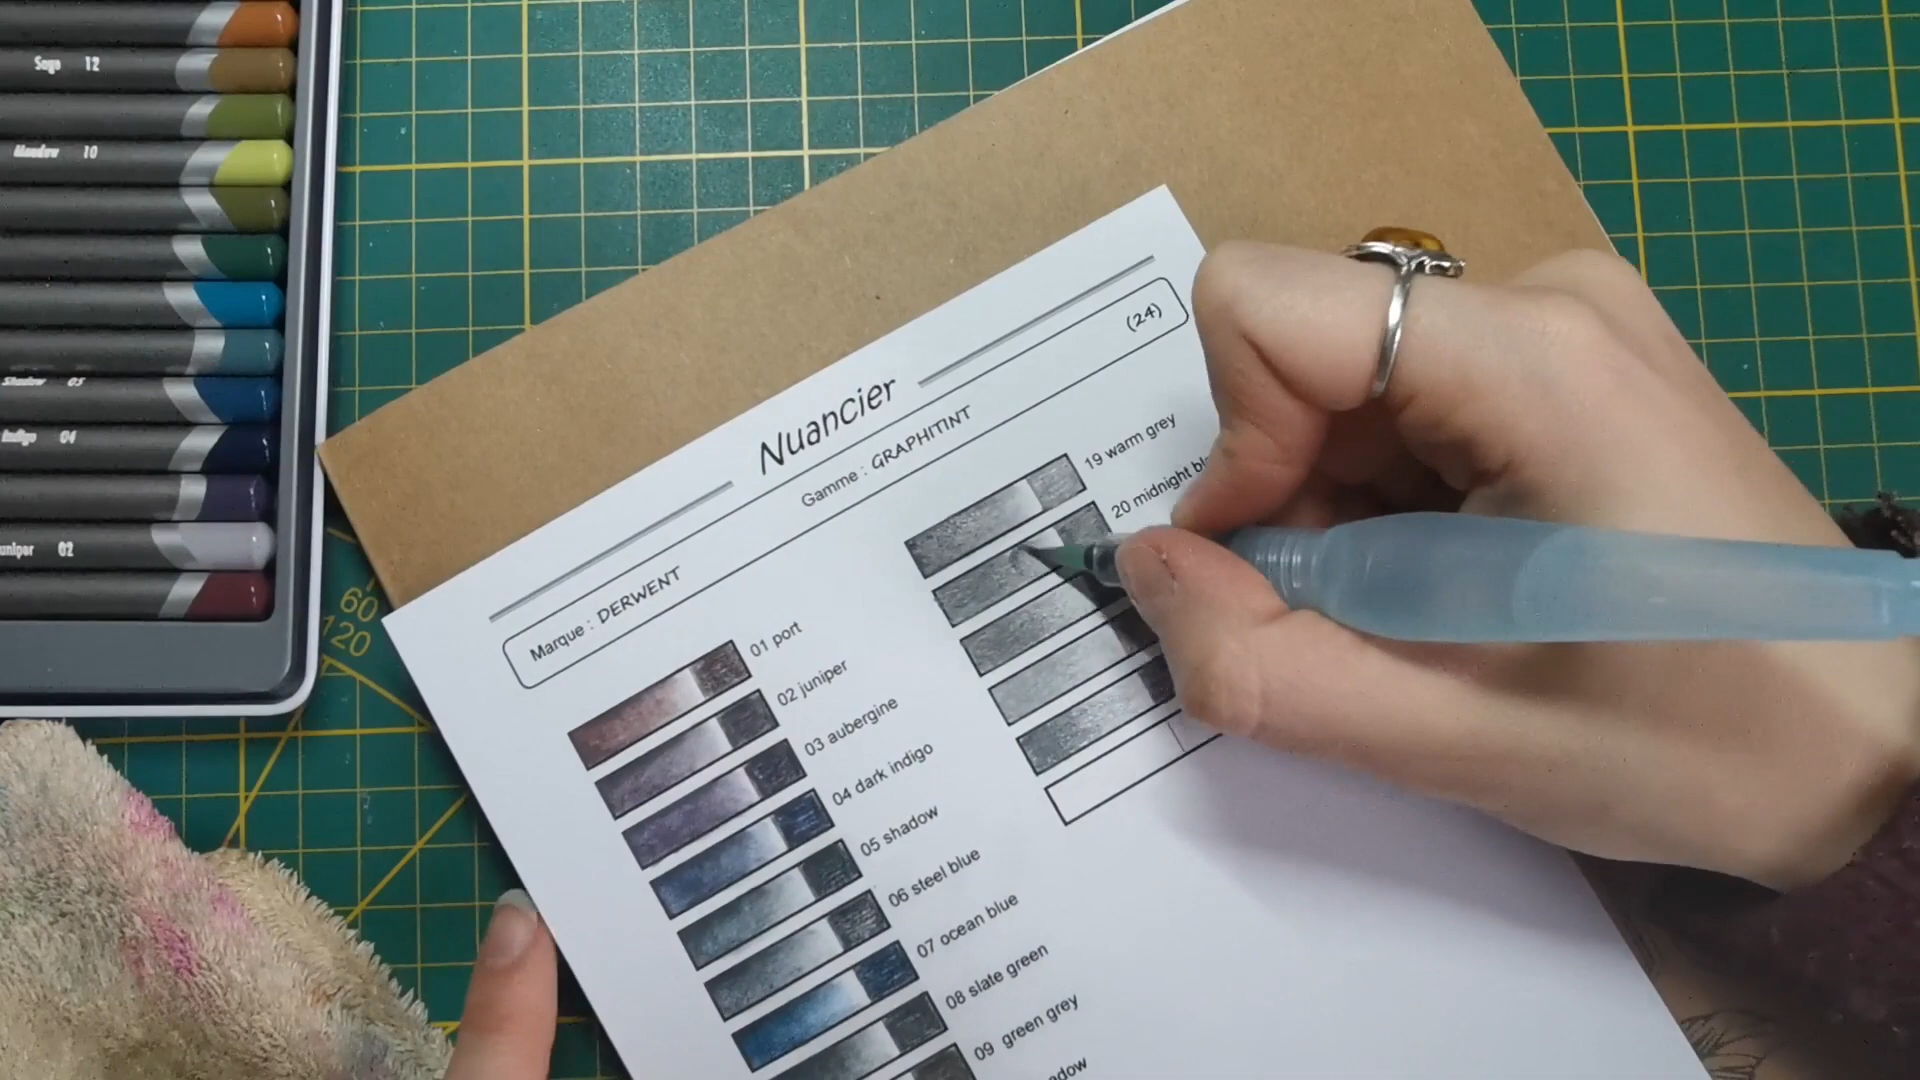 Sage 12
Meadow 10
Shadow 05
Indigo 04
Juniper 02
60
120
Nuancier
(24)
Marque : DERWENT
Gamme : GRAPHITINT
01 port
02 juniper
03 aubergine
04 dark indigo
05 shadow
06 steel blue
07 ocean blue
08 slate green
09 green grey
19 warm grey
20 midnight